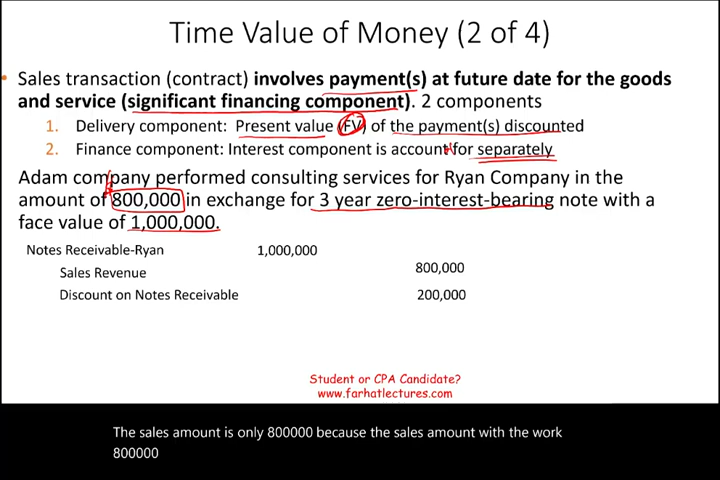 Time Value of Money (2 of 4)
• Sales transaction (contract) involves payment(s) at future date for the goods
and service (significant financing component). 2 components
1. Delivery component: Present value (FV) of the payment(s) discounted
2. Finance component: Interest component is account for separately
Adam company performed consulting services for Ryan Company in the
amount of 800,000 in exchange for 3 year zero-interest-bearing note with a
face value of 1,000,000.
Notes Receivable-Ryan 1,000,000
Sales Revenue 800,000
Discount on Notes Receivable 200,000
Student or CPA Candidate?
www.farhatlectures.com
The sales amount is only 800000 because the sales amount with the work
800000